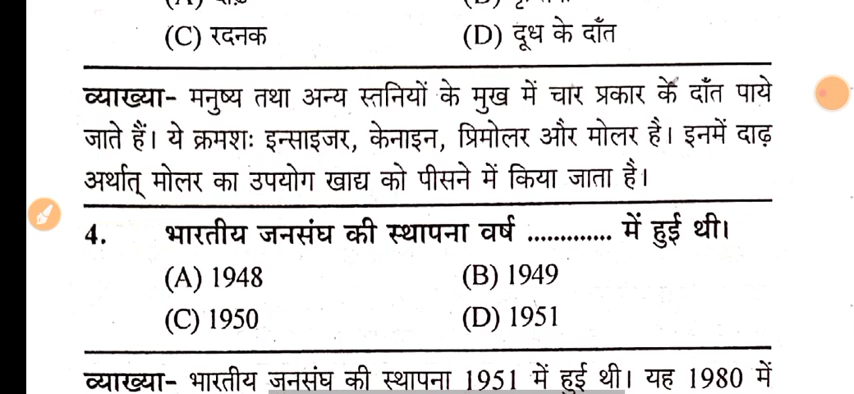 (C) रदनक (D) दूध के दाँत
व्याख्या- मनुष्य तथा अन्य स्तनियों के मुख में चार प्रकार के दाँत पाये
जाते हैं। ये क्रमशः इन्साइजर, केनाइन, प्रिमोलर और मोलर है। इनमें दाढ़
अर्थात् मोलर का उपयोग खाद्य को पीसने में किया जाता है।
4. भारतीय जनसंघ की स्थापना वर्ष ............. में हुई थी।
(A) 1948 (B) 1949
(C) 1950 (D) 1951
व्याख्या- भारतीय जनसंघ की स्थापना 1951 में हुई थी। यह 1980 में